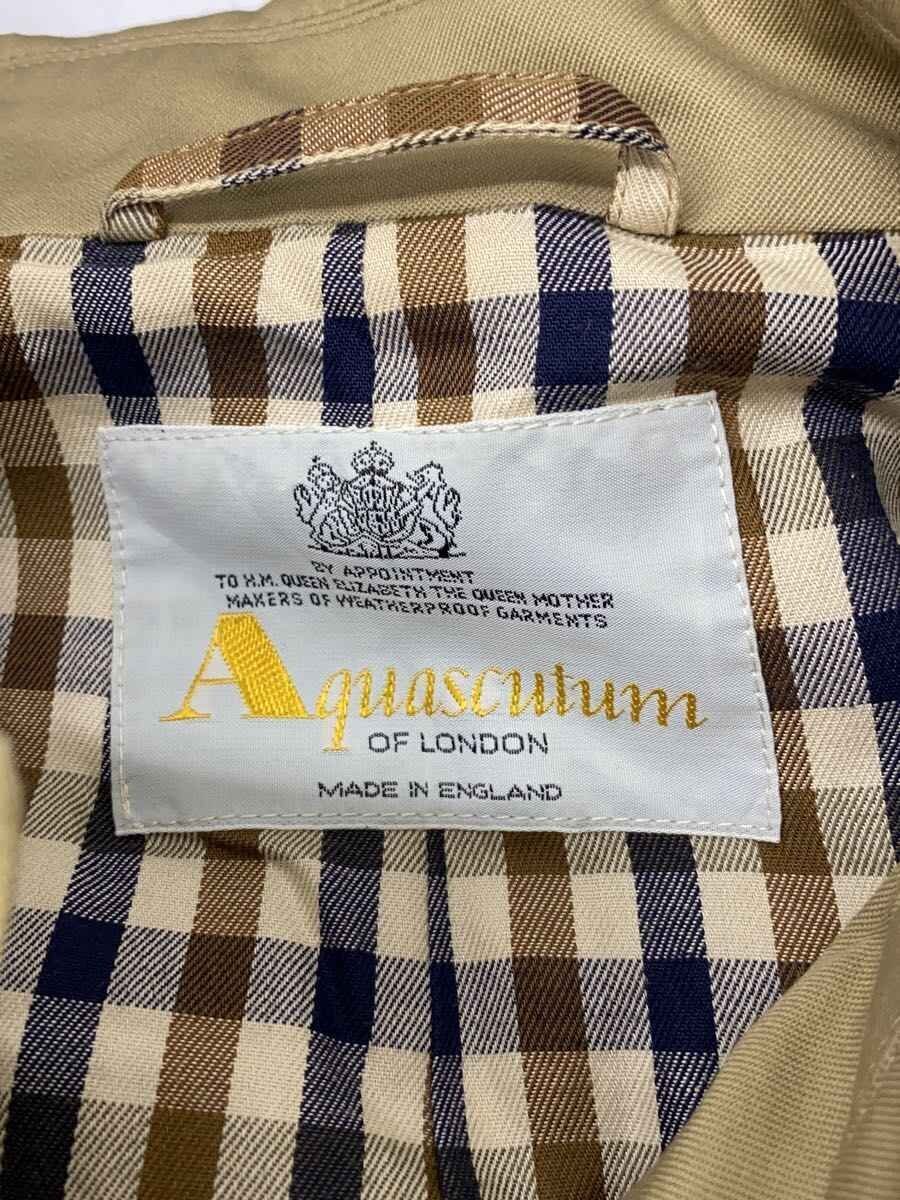 BY APPOINTMENT
TO H.M. QUEEN ELIZABETH THE QUEEN MOTHER
MAKERS OF WEATHERPROOF GARMENTS
Aquascutum
OF LONDON
MADE IN ENGLAND